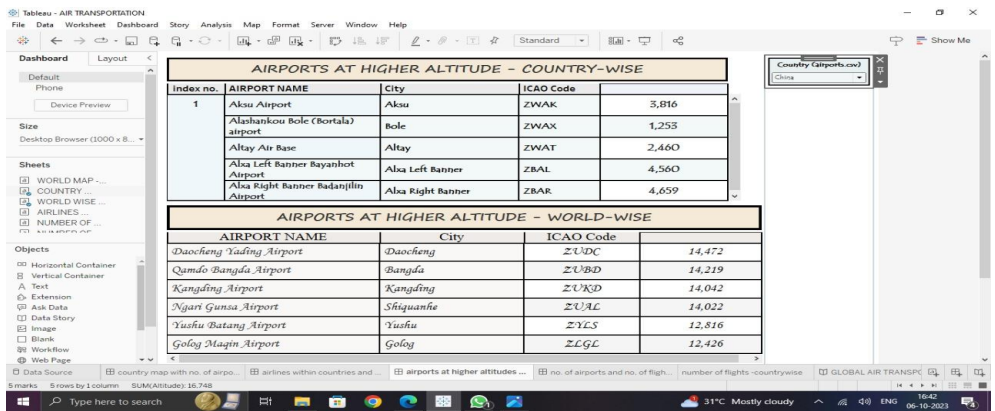 Tableau - AIR TRANSPORTATION
File Data Worksheet Dashboard Story Analysis Map Format Server Window Help
Standard Show Me
Dashboard Layout
Default
Phone
Device Preview
Size
Desktop Browser (1000 x 8...
Sheets
WORLD MAP -...
COUNTRY ...
WORLD WISE ...
AIRLINES ...
NUMBER OF ...
Objects
Horizontal Container
Vertical Container
Text
Extension
Ask Data
Data Story
Image
Blank
Workflow
Web Page
AIRPORTS AT HIGHER ALTITUDE - COUNTRY-WISE
index no. AIRPORT NAME City ICAO Code
1 Aksu Airport Aksu ZWAK 3,816
Alashankou Bole (Bortala) airport Bole ZWAX 1,253
Altay Air Base Altay ZWAT 2,460
Alxa Left Banner Bayanhot Airport Alxa Left Banner ZBAL 4,560
Alxa Right Banner Badanjilin Airport Alxa Right Banner ZBAR 4,659
Country (airports.csv)
China
AIRPORTS AT HIGHER ALTITUDE - WORLD-WISE
AIRPORT NAME City ICAO Code
Daocheng Yading Airport Daocheng ZUDC 14,472
Qamdo Bangda Airport Bangda ZUBD 14,219
Kangding Airport Kangding ZUKD 14,042
Ngari Gunsa Airport Shiquanhe ZUAL 14,022
Yushu Batang Airport Yushu ZYLS 12,816
Golog Maqin Airport Golog ZLGL 12,426
Data Source country map with no. of airpo... airlines within countries and ... airports at higher altitudes ... no. of airports and no. of fligh... number of flights -countrywise GLOBAL AIR TRANSP
5 marks 5 rows by 1 column SUM(Altitude): 16,748
Type here to search 31°C Mostly cloudy ENG 16:42
06-10-2023